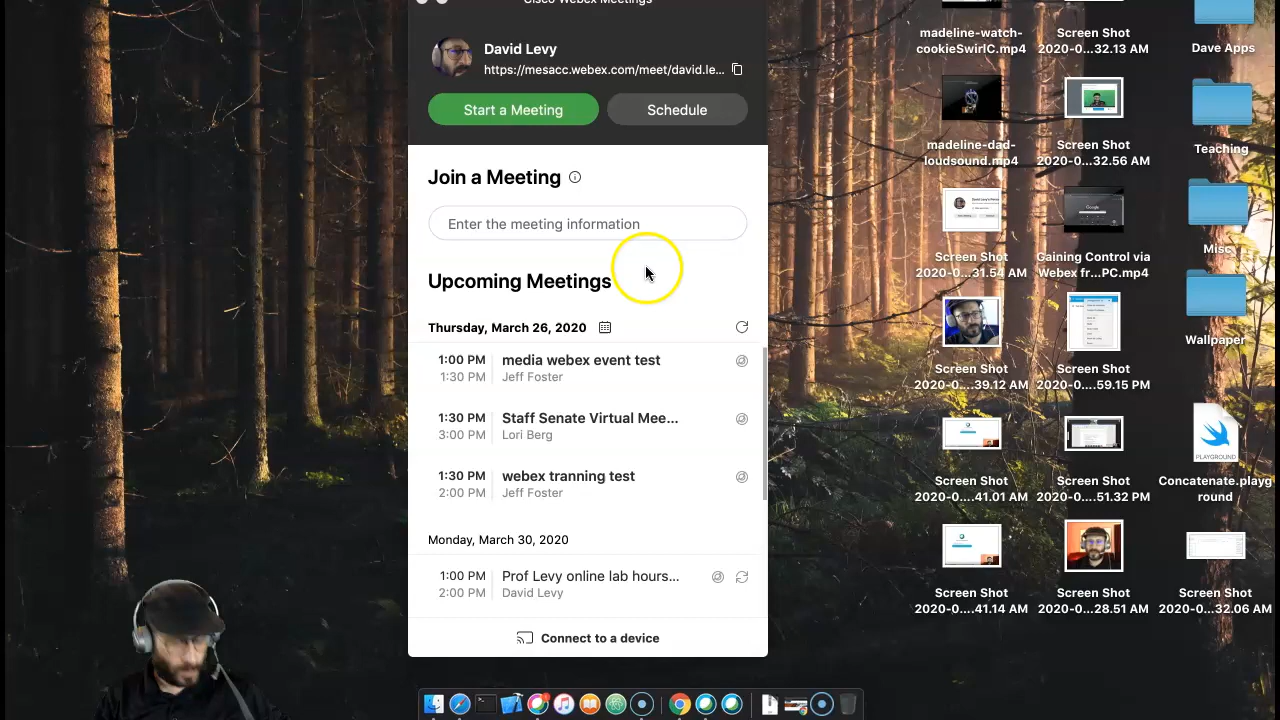 Cisco Webex Meetings
David Levy
https://mesacc.webex.com/meet/david.le...
Start a Meeting
Schedule
Join a Meeting
Enter the meeting information
Upcoming Meetings
Thursday, March 26, 2020
1:00 PM media webex event test
1:30 PM Jeff Foster
1:30 PM Staff Senate Virtual Mee...
3:00 PM Lori Berg
1:30 PM webex tranning test
2:00 PM Jeff Foster
Monday, March 30, 2020
1:00 PM Prof Levy online lab hours...
2:00 PM David Levy
Connect to a device
madeline-watch-
cookieSwirlC.mp4
Screen Shot
2020-0...32.13 AM
Dave Apps
madeline-dad-
loudsound.mp4
Screen Shot
2020-0...32.56 AM
Teaching
Screen Shot
2020-0...31.54 AM
Google
Gaining Control via
Webex fr...PC.mp4
Misc
Screen Shot
2020-0....39.12 AM
Screen Shot
2020-0....59.15 PM
Wallpaper
Screen Shot
2020-0....41.01 AM
Screen Shot
2020-0....51.32 PM
PLAYGROUND
Concatenate.playg
round
Screen Shot
2020-0....41.14 AM
Screen Shot
2020-0....28.51 AM
Screen Shot
2020-0...32.06 AM